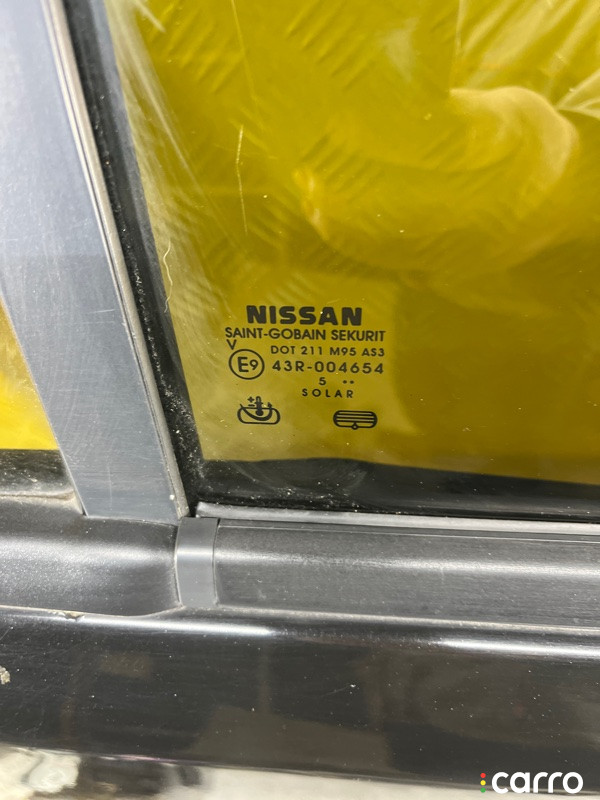 NISSAN
SAINT-GOBAIN SEKURIT
V
DOT 211 M95 AS3
E9 43R-004654
5 ••
SOLAR
carro